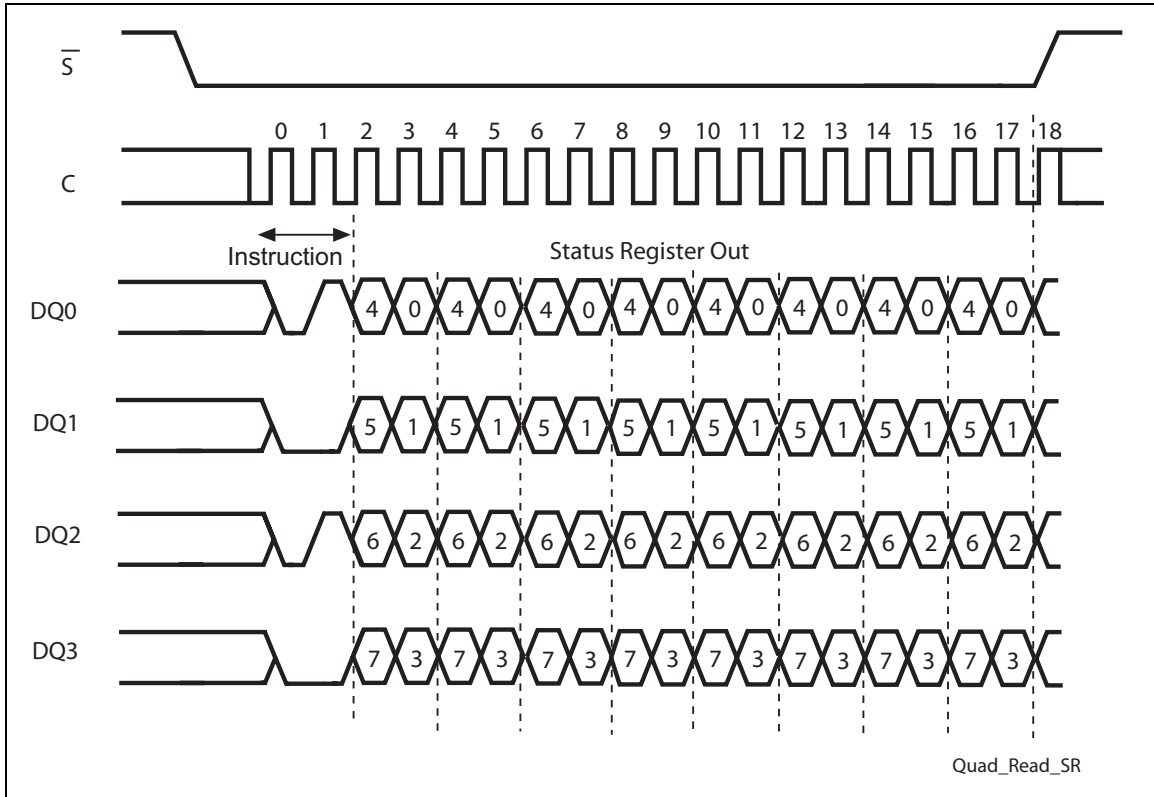 S
0 1 2 3 4 5 6 7 8 9 10 11 12 13 14 15 16 17 18
C
Instruction
Status Register Out
DQ0
4 0 4 0 4 0 4 0 4 0 4 0 4 0 4 0
DQ1
5 1 5 1 5 1 5 1 5 1 5 1 5 1 5 1
DQ2
6 2 6 2 6 2 6 2 6 2 6 2 6 2 6 2
DQ3
7 3 7 3 7 3 7 3 7 3 7 3 7 3 7 3
Quad_Read_SR